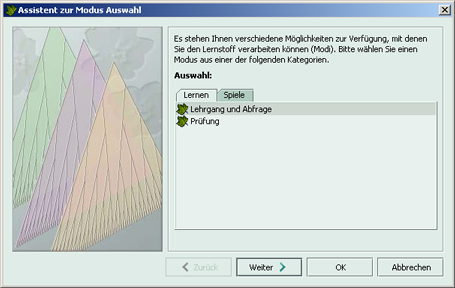 Assistent zur Modus Auswahl
Es stehen Ihnen verschiedene Möglichkeiten zur Verfügung, mit denen
Sie den Lernstoff verarbeiten können (Modi). Bitte wählen Sie einen
Modus aus einer der folgenden Kategorien.
Auswahl:
Lernen Spiele
Lehrgang und Abfrage
Prüfung
Zurück Weiter OK Abbrechen